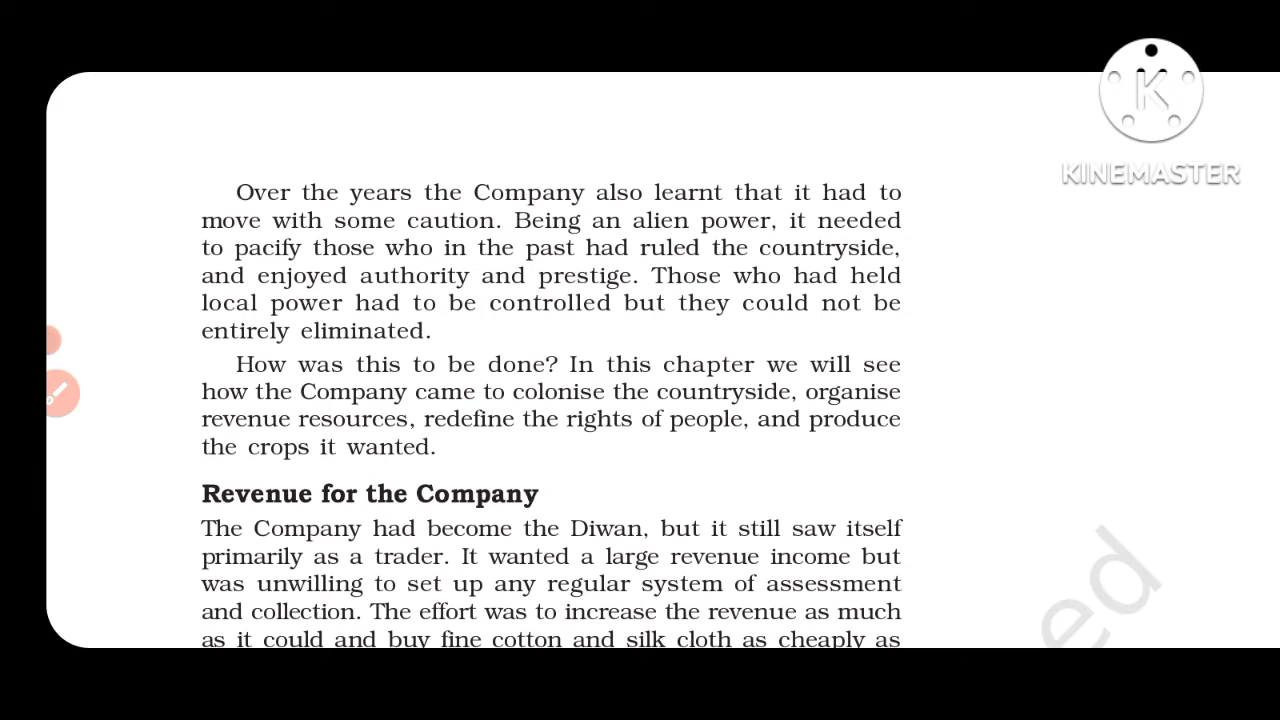 KINEMASTER
Over the years the Company also learnt that it had to
move with some caution. Being an alien power, it needed
to pacify those who in the past had ruled the countryside,
and enjoyed authority and prestige. Those who had held
local power had to be controlled but they could not be
entirely eliminated.
How was this to be done? In this chapter we will see
how the Company came to colonise the countryside, organise
revenue resources, redefine the rights of people, and produce
the crops it wanted.
Revenue for the Company
The Company had become the Diwan, but it still saw itself
primarily as a trader. It wanted a large revenue income but
was unwilling to set up any regular system of assessment
and collection. The effort was to increase the revenue as much
as it could and buy fine cotton and silk cloth as cheaply as
ed